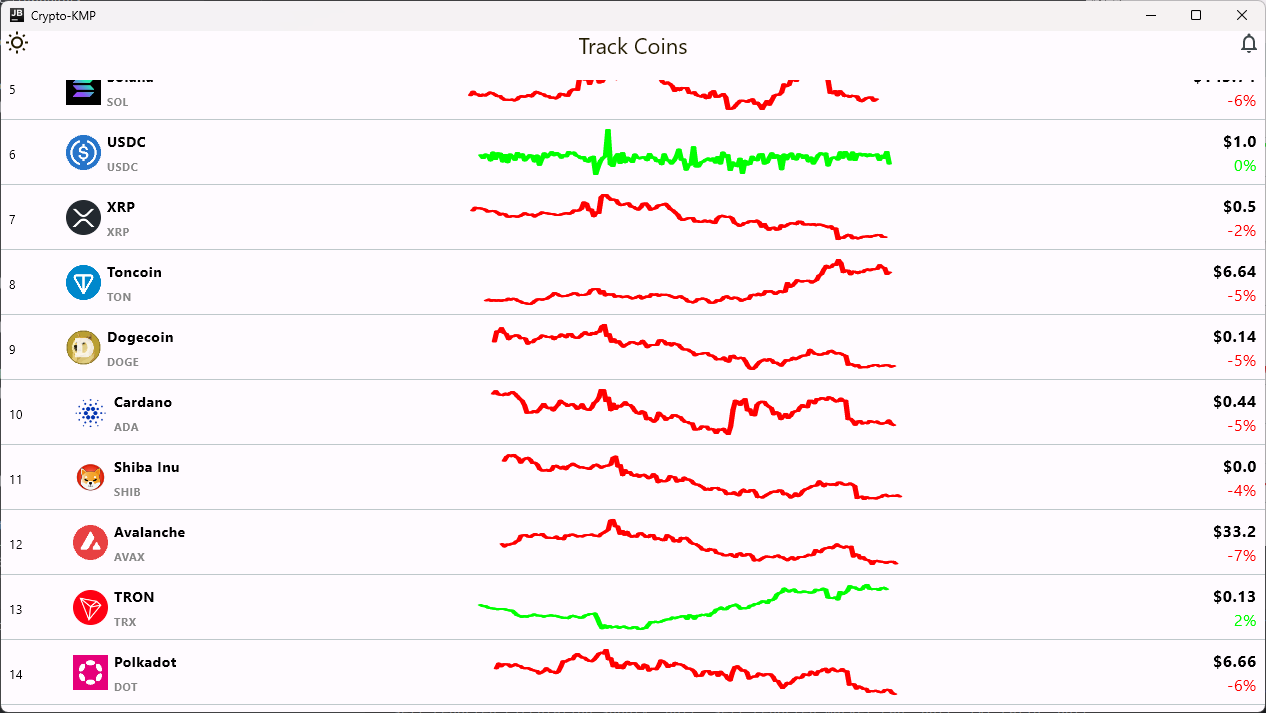 Crypto-KMP
Track Coins
5
SOL
-6%
6
USDC
USDC
$1.0
0%
7
XRP
XRP
$0.5
-2%
8
Toncoin
TON
$6.64
-5%
9
Dogecoin
DOGE
$0.14
-5%
10
Cardano
ADA
$0.44
-5%
11
Shiba Inu
SHIB
$0.0
-4%
12
Avalanche
AVAX
$33.2
-7%
13
TRON
TRX
$0.13
2%
14
Polkadot
DOT
$6.66
-6%